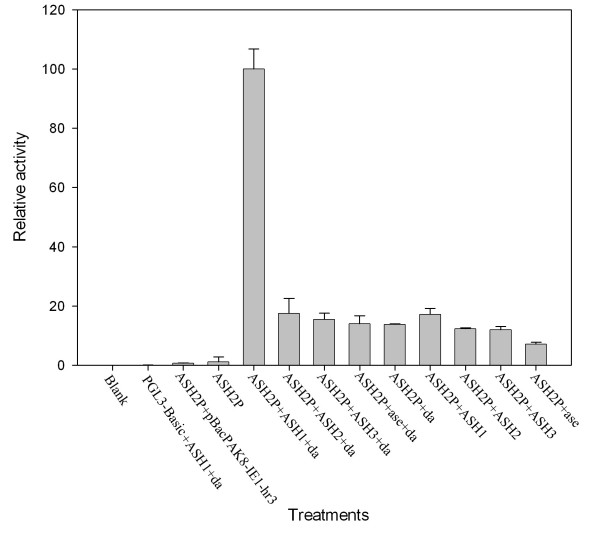 120
100
80
60
40
20
0
Relative activity
Blank
PGL3-Basic+ASH1+da
ASH2P+pBacPAK8-IE1-hr3
ASH2P
ASH2P+ASH1+da
ASH2P+ASH2+da
ASH2P+ASH3+da
ASH2P+ase+da
ASH2P+da
ASH2P+ASH1
ASH2P+ASH2
ASH2P+ASH3
ASH2P+ase
Treatments